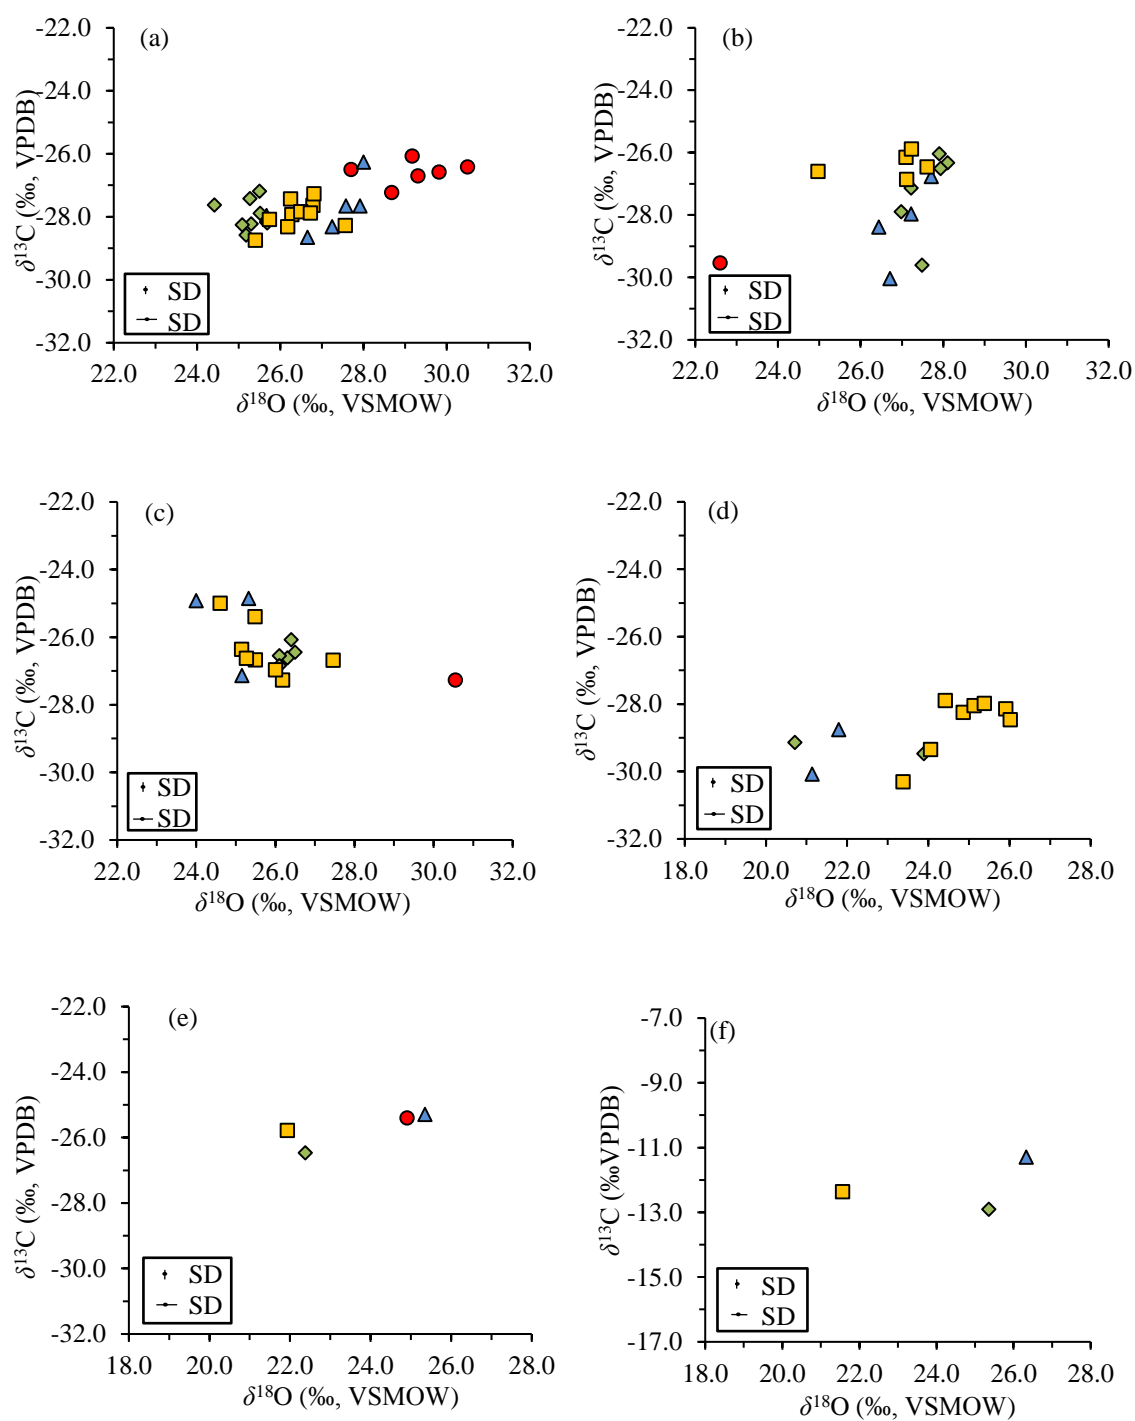 (a)
-22.0
-24.0
-26.0
-28.0
-30.0
-32.0
δ13C (‰, VPDB)
SD
SD
22.0 24.0 26.0 28.0 30.0 32.0
δ18O (‰, VSMOW)
(b)
-22.0
-24.0
-26.0
-28.0
-30.0
-32.0
δ13C (‰, VPDB)
SD
SD
22.0 24.0 26.0 28.0 30.0 32.0
δ18O (‰, VSMOW)
(c)
-22.0
-24.0
-26.0
-28.0
-30.0
-32.0
δ13C (‰, VPDB)
SD
SD
22.0 24.0 26.0 28.0 30.0 32.0
δ18O (‰, VSMOW)
(d)
-22.0
-24.0
-26.0
-28.0
-30.0
-32.0
δ13C (‰, VPDB)
SD
SD
18.0 20.0 22.0 24.0 26.0 28.0
δ18O (‰, VSMOW)
(e)
-22.0
-24.0
-26.0
-28.0
-30.0
-32.0
δ13C (‰, VPDB)
SD
SD
18.0 20.0 22.0 24.0 26.0 28.0
δ18O (‰, VSMOW)
(f)
-7.0
-9.0
-11.0
-13.0
-15.0
-17.0
δ13C (‰VPDB)
SD
SD
18.0 20.0 22.0 24.0 26.0 28.0
δ18O (‰, VSMOW)